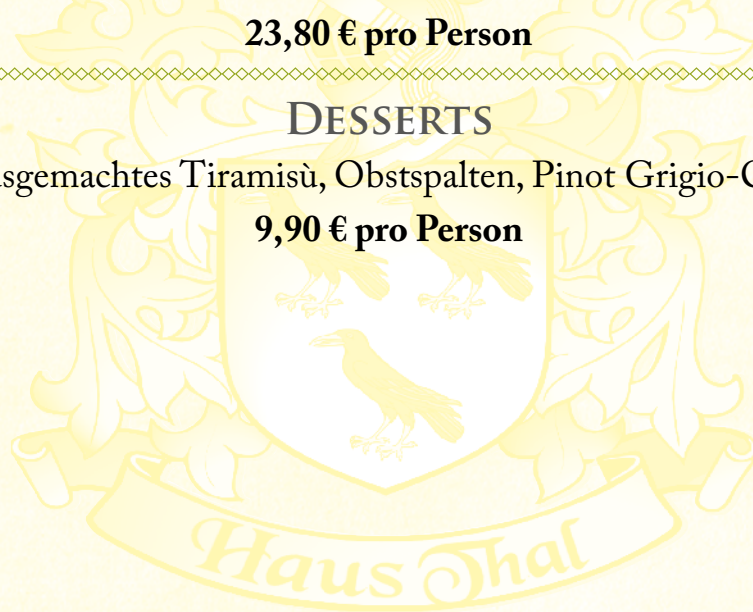 23,80 € pro Person
DESSERTS
sgemachtes Tiramisù, Obstspalten, Pinot Grigio-
9,90 € pro Person
Haus Thal